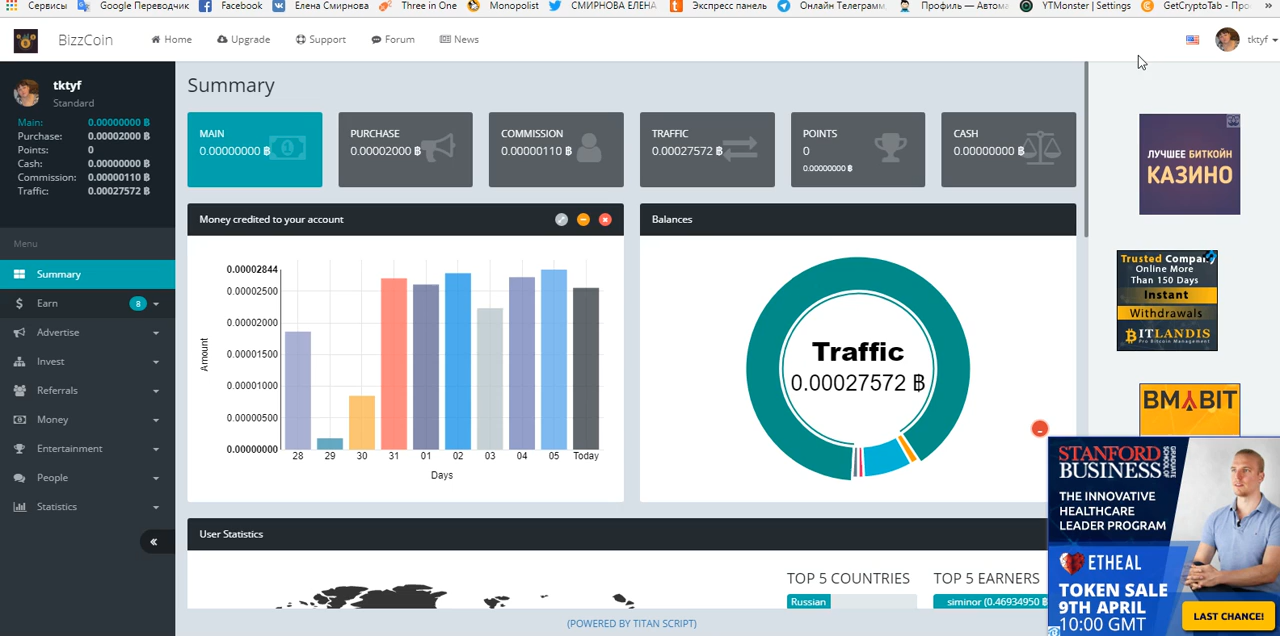 Сервисы Google Переводчик Facebook Елена Смирнова Three in One Monopolist СМИРНОВА ЕЛЕНА Экспресс панель Онлайн Телеграмм Профиль — Автома YTMonster | Settings GetCryptoTab - Про »
BizzCoin Home Upgrade Support Forum News tktyf
tktyf
Standard
Main: 0.00000000 ฿
Purchase: 0.00002000 ฿
Points: 0
Cash: 0.00000000 ฿
Commission: 0.00000110 ฿
Traffic: 0.00027572 ฿
Menu
Summary
Earn 8
Advertise
Invest
Referrals
Money
Entertainment
People
Statistics
«
Summary
MAIN
0.00000000 ฿
PURCHASE
0.00002000 ฿
COMMISSION
0.00000110 ฿
TRAFFIC
0.00027572 ฿
POINTS
0
0.00000000 ฿
CASH
0.00000000 ฿
Money credited to your account
Amount
0.00002844
0.00002500
0.00002000
0.00001500
0.00001000
0.00000500
0.00000000
28 29 30 31 01 02 03 04 05 Today
Days
Balances
Traffic
0.00027572 ฿
User Statistics
TOP 5 COUNTRIES
Russian
TOP 5 EARNERS
siminor (0.46934950 ฿
(POWERED BY TITAN SCRIPT)
ЛУЧШЕЕ БИТКОЙН
КАЗИНО
Trusted Company
Online More
Than 150 Days
Instant
Withdrawals
BITLANDIS
Pro Bitcoin Management
BMYBIT
STANFORD
BUSINESS
GRADUATE
SCHOOL OF
THE INNOVATIVE
HEALTHCARE
LEADER PROGRAM
ETHEAL
TOKEN SALE
9TH APRIL
10:00 GMT
LAST CHANCE!